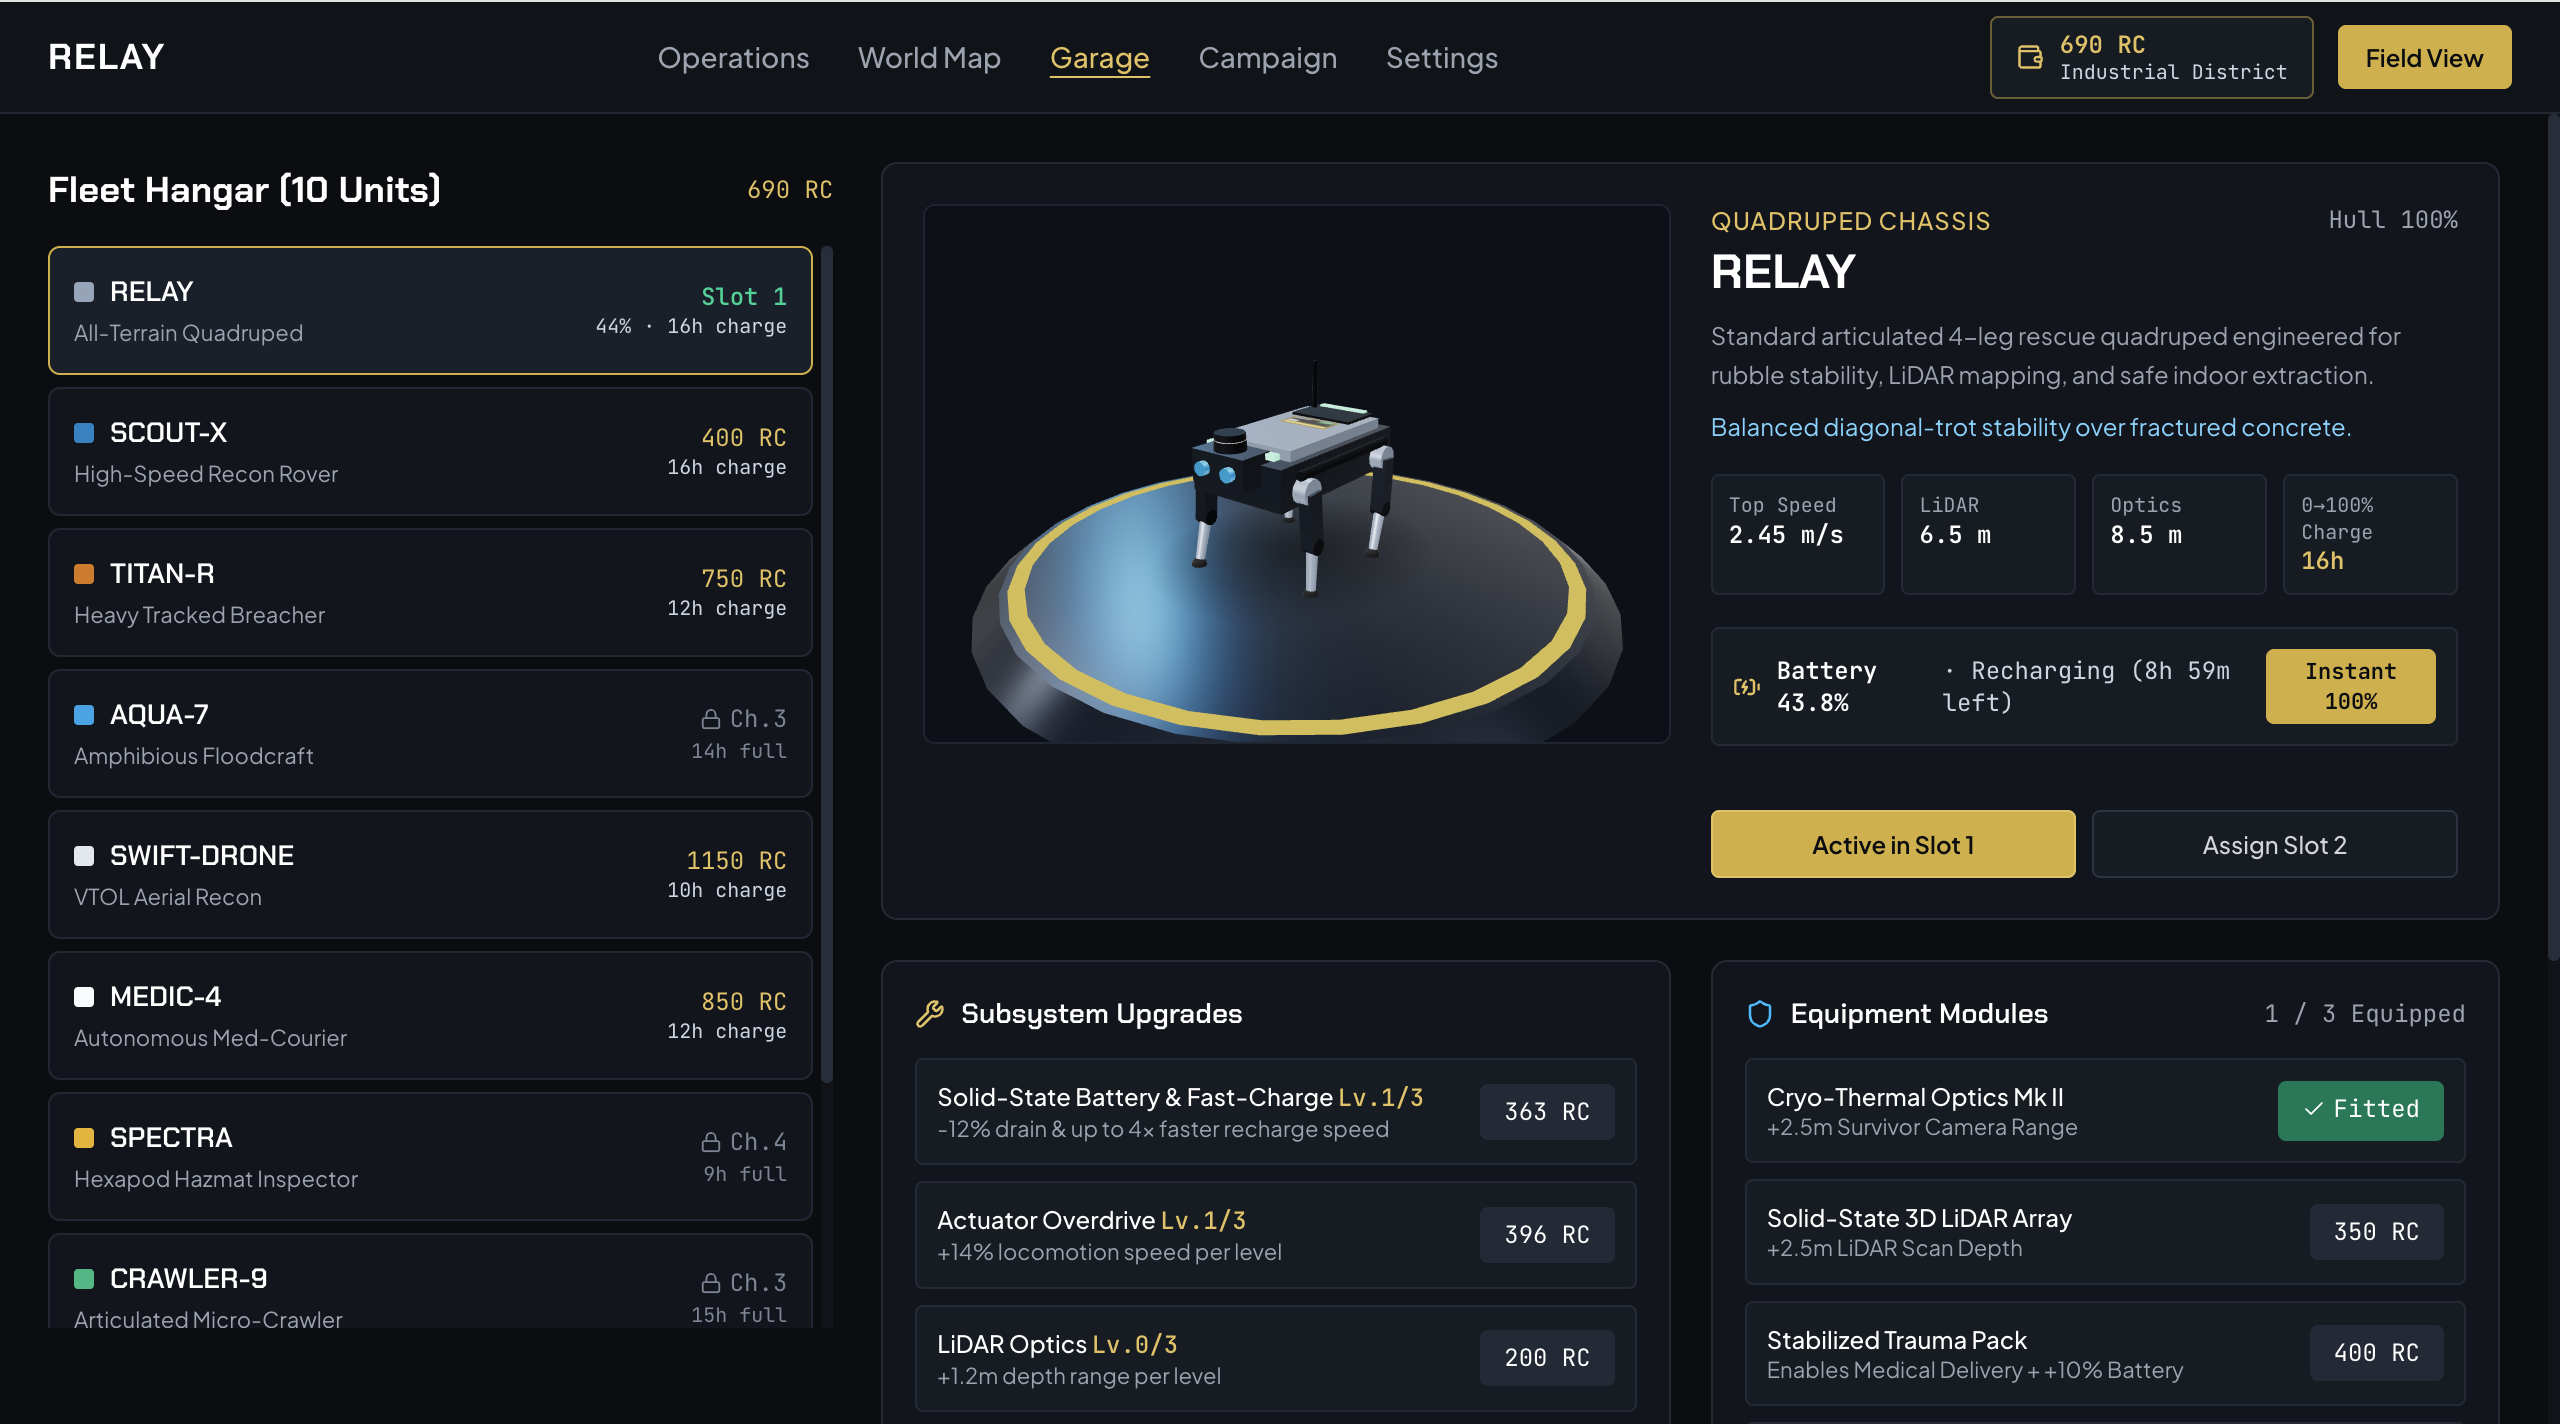 RELAY
Operations
World Map
Garage
Campaign
Settings
690 RC
Industrial District
Field View
Fleet Hangar (10 Units)
690 RC
RELAY
All-Terrain Quadruped
Slot 1
44% · 16h charge
SCOUT-X
High-Speed Recon Rover
400 RC
16h charge
TITAN-R
Heavy Tracked Breacher
750 RC
12h charge
AQUA-7
Amphibious Floodcraft
Ch.3
14h full
SWIFT-DRONE
VTOL Aerial Recon
1150 RC
10h charge
MEDIC-4
Autonomous Med-Courier
850 RC
12h charge
SPECTRA
Hexapod Hazmat Inspector
Ch.4
9h full
CRAWLER-9
Articulated Micro-Crawler
Ch.3
15h full
QUADRUPED CHASSIS
Hull 100%
RELAY
Standard articulated 4-leg rescue quadruped engineered for
rubble stability, LiDAR mapping, and safe indoor extraction.
Balanced diagonal-trot stability over fractured concrete.
Top Speed
2.45 m/s
LiDAR
6.5 m
Optics
8.5 m
0→100%
Charge
16h
Battery
43.8%
· Recharging (8h 59m
left)
Instant
100%
Active in Slot 1
Assign Slot 2
Subsystem Upgrades
Solid-State Battery & Fast-Charge Lv.1/3
-12% drain & up to 4× faster recharge speed
363 RC
Actuator Overdrive Lv.1/3
+14% locomotion speed per level
396 RC
LiDAR Optics Lv.0/3
+1.2m depth range per level
200 RC
Equipment Modules
1 / 3 Equipped
Cryo-Thermal Optics Mk II
+2.5m Survivor Camera Range
✓ Fitted
Solid-State 3D LiDAR Array
+2.5m LiDAR Scan Depth
350 RC
Stabilized Trauma Pack
Enables Medical Delivery + +10% Battery
400 RC